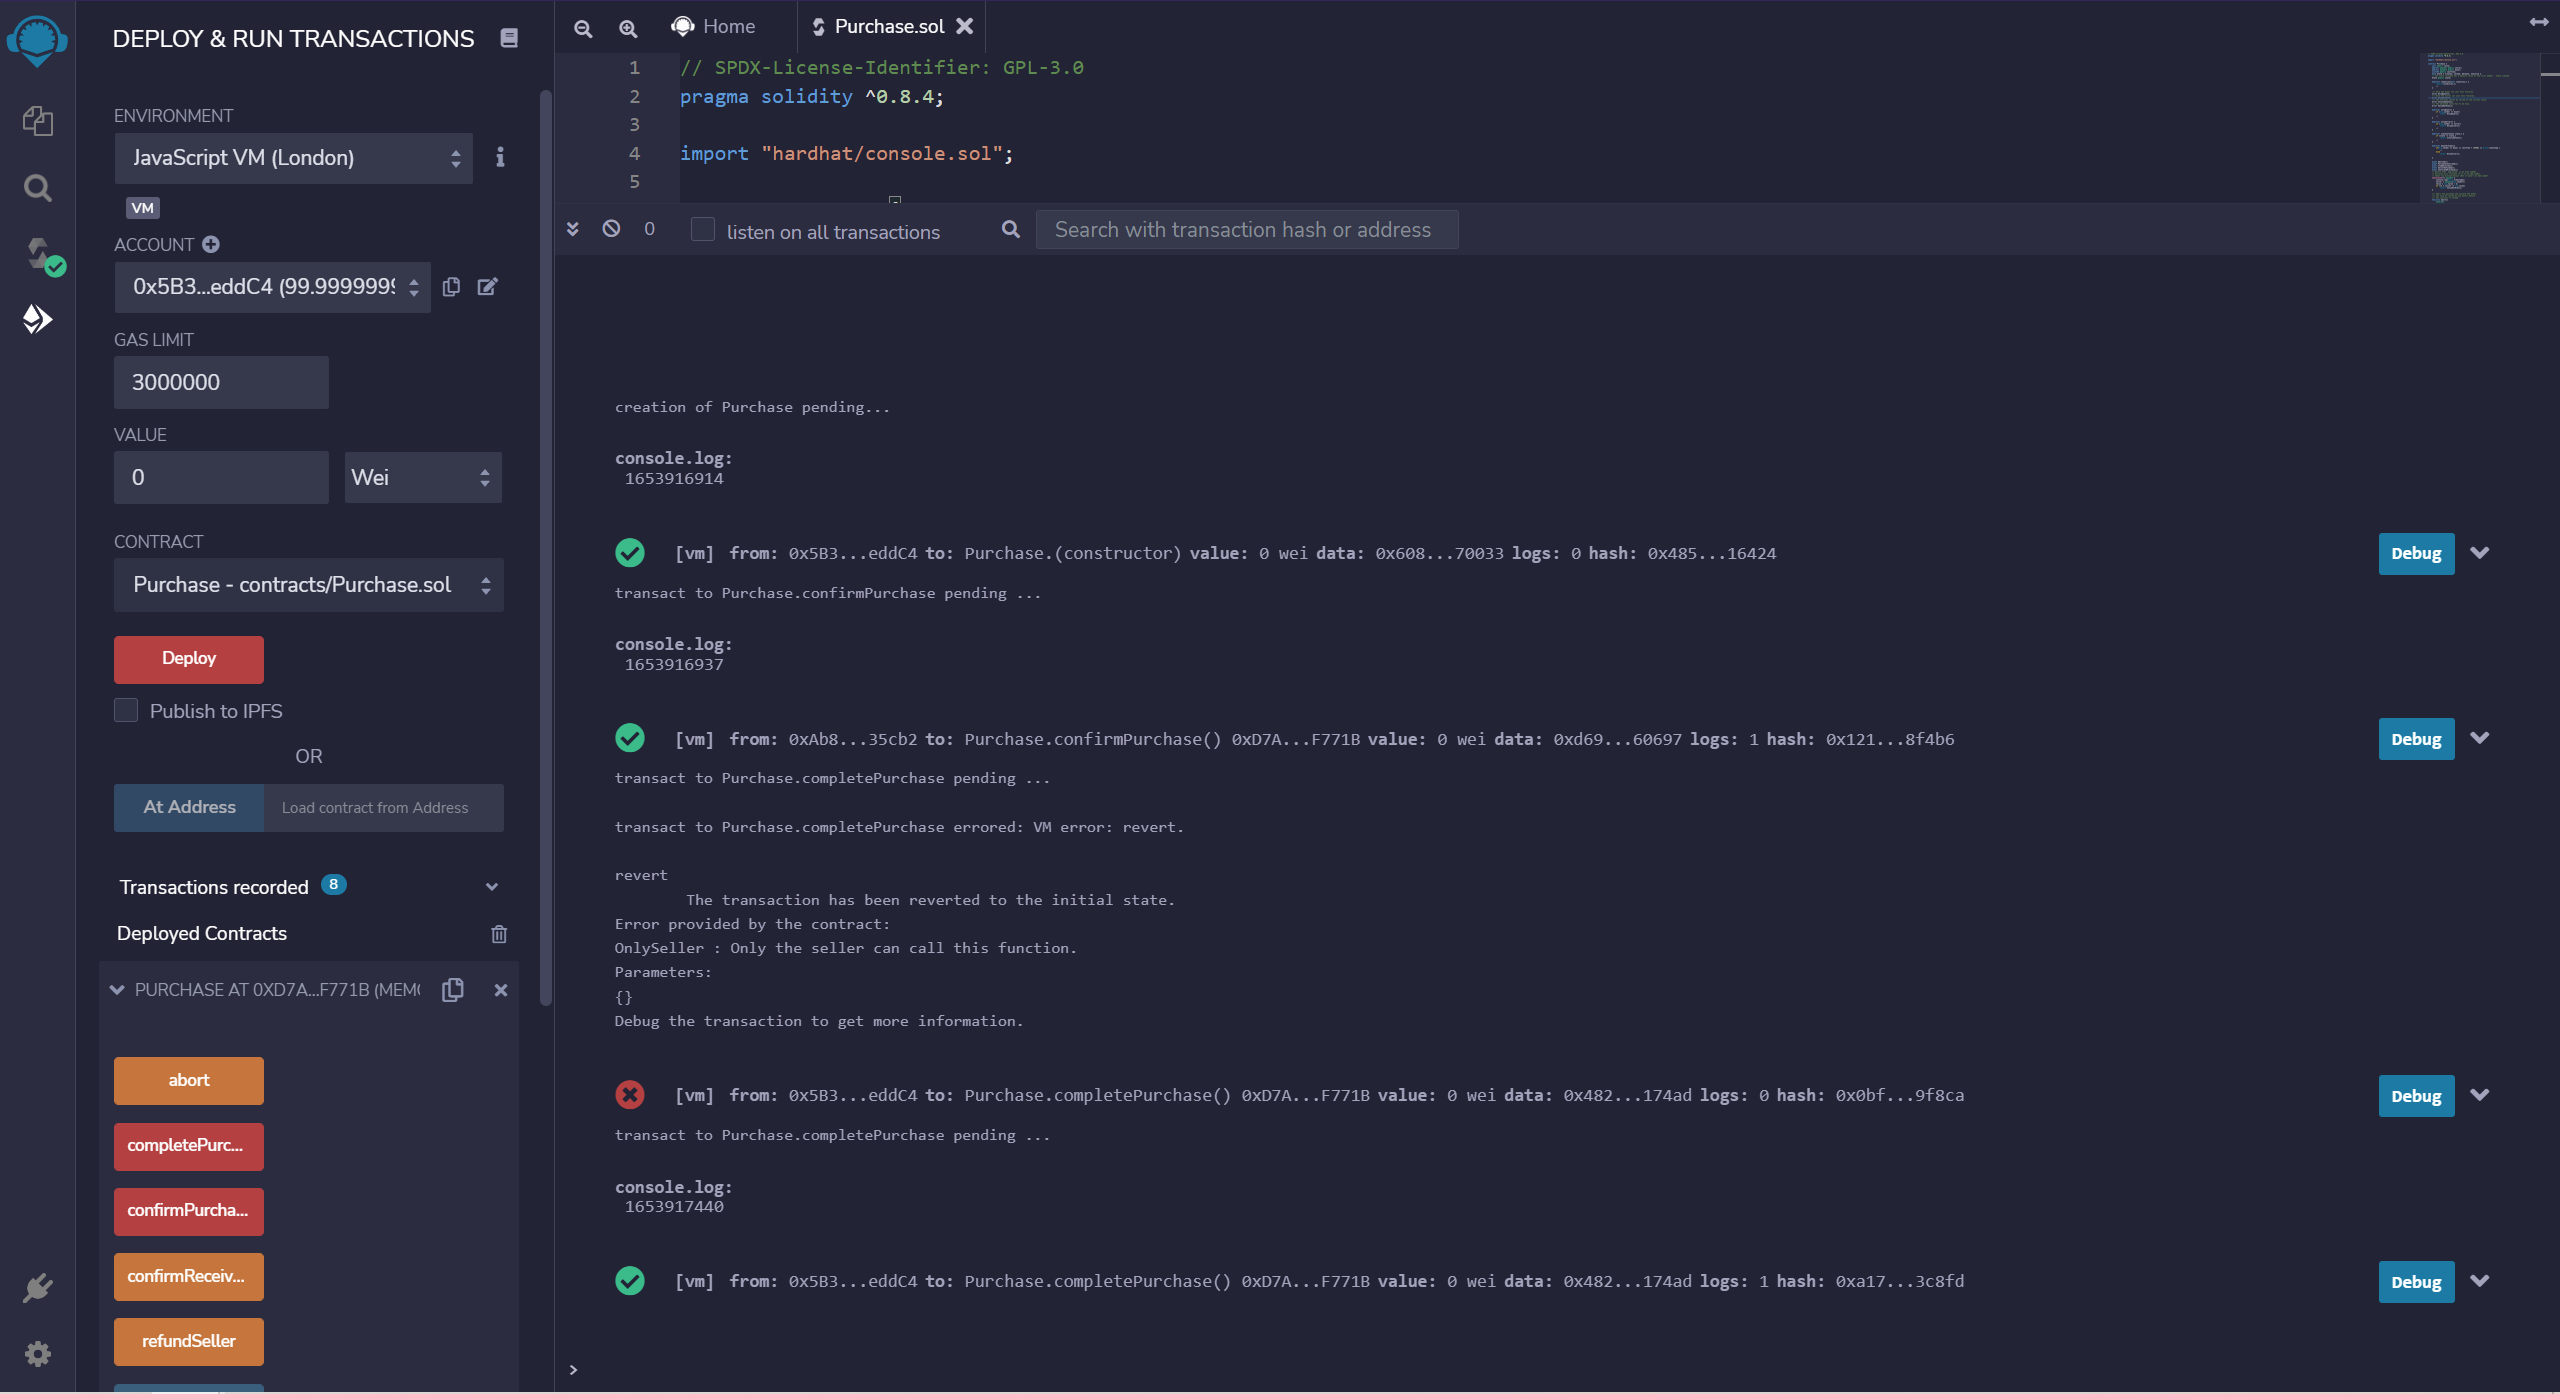 DEPLOY & RUN TRANSACTIONS
ENVIRONMENT
JavaScript VM (London)
VM
ACCOUNT
0x5B3...eddC4 (99.9999999
GAS LIMIT
3000000
VALUE
0
Wei
CONTRACT
Purchase - contracts/Purchase.sol
Deploy
Publish to IPFS
OR
At Address
Load contract from Address
Transactions recorded 8
Deployed Contracts
PURCHASE AT 0XD7A...F771B (MEMO
abort
completePurc...
confirmPurcha...
confirmReceiv...
refundSeller
Home
Purchase.sol
1 // SPDX-License-Identifier: GPL-3.0
2 pragma solidity ^0.8.4;
3
4 import "hardhat/console.sol";
5
0
listen on all transactions
Search with transaction hash or address
creation of Purchase pending...
console.log:
1653916914
[vm] from: 0x5B3...eddC4 to: Purchase.(constructor) value: 0 wei data: 0x608...70033 logs: 0 hash: 0x485...16424
Debug
transact to Purchase.confirmPurchase pending ...
console.log:
1653916937
[vm] from: 0xAb8...35cb2 to: Purchase.confirmPurchase() 0xD7A...F771B value: 0 wei data: 0xd69...60697 logs: 1 hash: 0x121...8f4b6
Debug
transact to Purchase.completePurchase pending ...
transact to Purchase.completePurchase errored: VM error: revert.
revert
The transaction has been reverted to the initial state.
Error provided by the contract:
OnlySeller : Only the seller can call this function.
Parameters:
{}
Debug the transaction to get more information.
[vm] from: 0x5B3...eddC4 to: Purchase.completePurchase() 0xD7A...F771B value: 0 wei data: 0x482...174ad logs: 0 hash: 0x0bf...9f8ca
Debug
transact to Purchase.completePurchase pending ...
console.log:
1653917440
[vm] from: 0x5B3...eddC4 to: Purchase.completePurchase() 0xD7A...F771B value: 0 wei data: 0x482...174ad logs: 1 hash: 0xa17...3c8fd
Debug
>